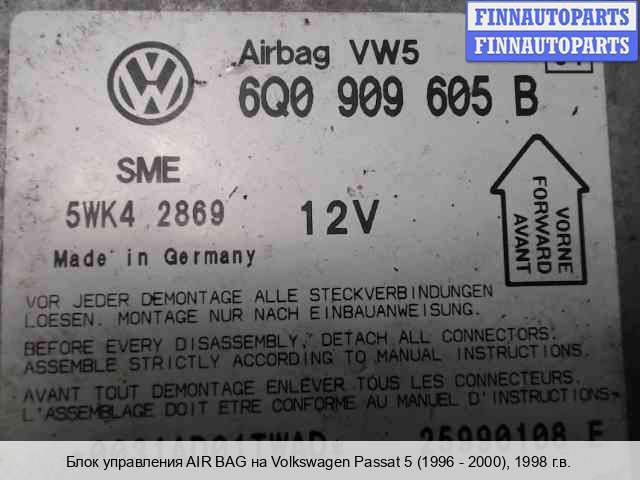 FINNAUTOPARTS
FINNAUTOPARTS
Airbag VW5
6Q0 909 605 B
SME
5WK4 2869 12V
Made in Germany
VORNE
FORWARD
AVANT
VOR JEDER DEMONTAGE ALLE STECKVERBINDUNGEN
LOESEN. MONTAGE NUR NACH EINBAUANWEISUNG.
BEFORE EVERY DISASSEMBLY, DETACH ALL CONNECTORS.
ASSEMBLE STRICTLY ACCORDING TO MANUAL INSTRUCTIONS.
AVANT TOUT DEMONTAGE ENLEVER TOUS LES CONNECTEURS.
L'ASSEMBLAGE DOIT ETRE CONFORME AU MANUEL D'INSTRUCTIONS
Блок управления AIR BAG на Volkswagen Passat 5 (1996 - 2000), 1998 г.в.